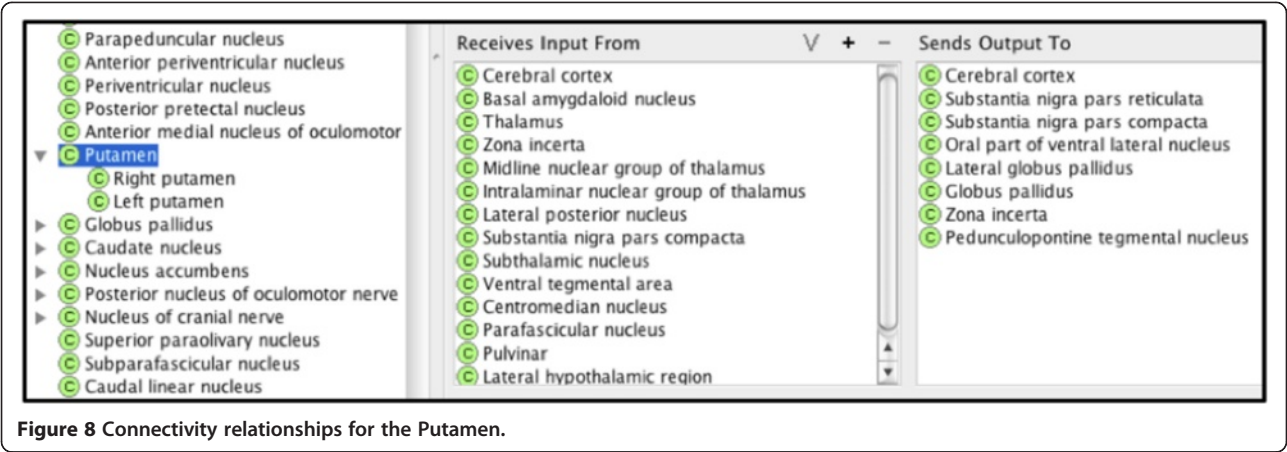 Parapeduncular nucleus
Anterior periventricular nucleus
Periventricular nucleus
Posterior pretectal nucleus
Anterior medial nucleus of oculomotor
Putamen
Right putamen
Left putamen
Globus pallidus
Caudate nucleus
Nucleus accumbens
Posterior nucleus of oculomotor nerve
Nucleus of cranial nerve
Superior paraolivary nucleus
Subparafascicular nucleus
Caudal linear nucleus
Receives Input From
Cerebral cortex
Basal amygdaloid nucleus
Thalamus
Zona incerta
Midline nuclear group of thalamus
Intralaminar nuclear group of thalamus
Lateral posterior nucleus
Substantia nigra pars compacta
Subthalamic nucleus
Ventral tegmental area
Centromedian nucleus
Parafascicular nucleus
Pulvinar
Lateral hypothalamic region
Sends Output To
Cerebral cortex
Substantia nigra pars reticulata
Substantia nigra pars compacta
Oral part of ventral lateral nucleus
Lateral globus pallidus
Globus pallidus
Zona incerta
Pedunculopontine tegmental nucleus
Figure 8 Connectivity relationships for the Putamen.